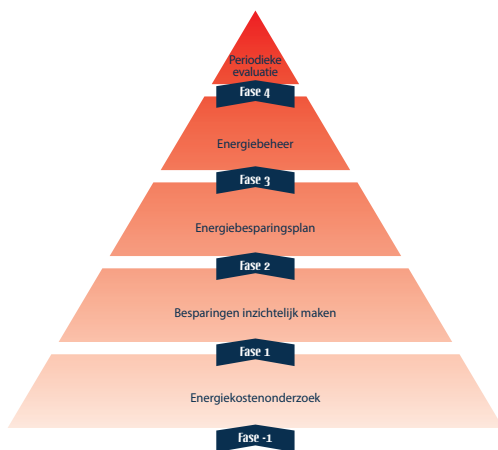 Periodieke
evaluatie
Fase 4
Energiebeheer
Fase 3
Energiebesparingsplan
Fase 2
Besparingen inzichtelijk maken
Fase 1
Energiekostenonderzoek
Fase -1